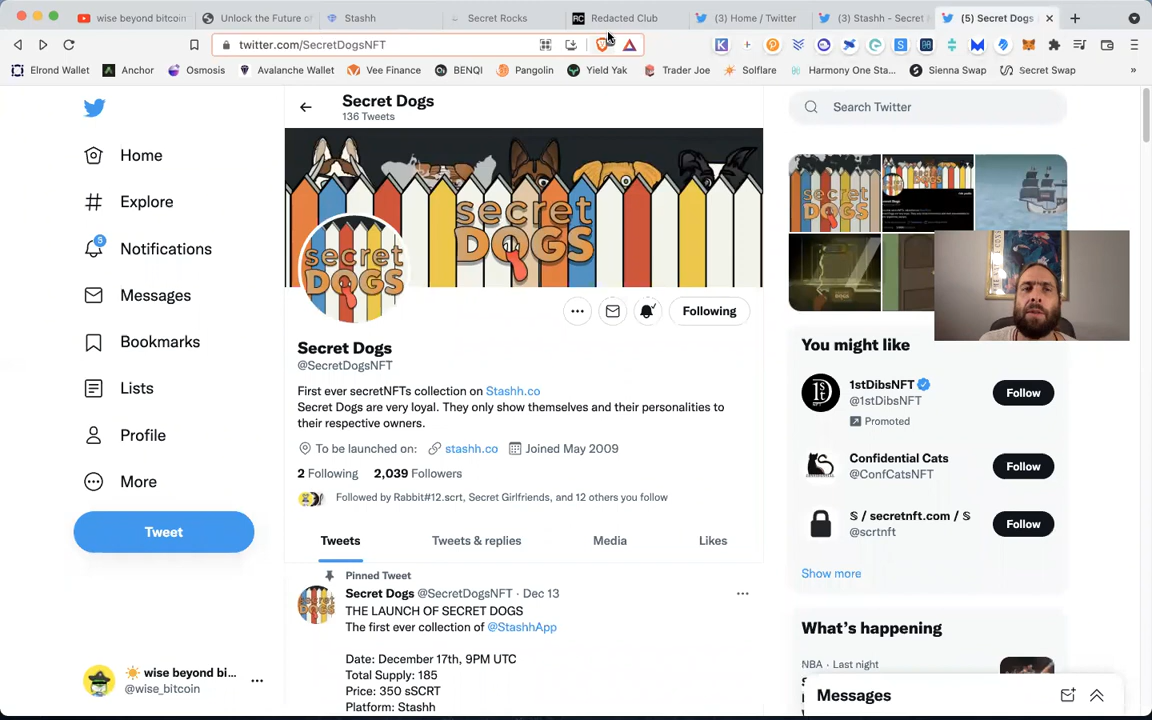 wise beyond bitcoin
Unlock the Future of
Stashh
Secret Rocks
Redacted Club
(3) Home / Twitter
(3) Stashh - Secret
(5) Secret Dogs
twitter.com/SecretDogsNFT
Elrond Wallet
Anchor
Osmosis
Avalanche Wallet
Vee Finance
BENQI
Pangolin
Yield Yak
Trader Joe
Solflare
Harmony One Sta...
Sienna Swap
Secret Swap
Secret Dogs
136 Tweets
Search Twitter
Home
Explore
Notifications
5
Messages
Bookmarks
Lists
Profile
More
Tweet
wise beyond bi...
@wise_bitcoin
secret
DOGS
secret
DOGS
Following
Secret Dogs
@SecretDogsNFT
First ever secretNFTs collection on Stashh.co
Secret Dogs are very loyal. They only show themselves and their personalities to
their respective owners.
To be launched on: stashh.co Joined May 2009
2 Following 2,039 Followers
Followed by Rabbit#12.scrt, Secret Girlfriends, and 12 others you follow
Tweets
Tweets & replies
Media
Likes
Pinned Tweet
Secret Dogs @SecretDogsNFT · Dec 13
THE LAUNCH OF SECRET DOGS
The first ever collection of @StashhApp
Date: December 17th, 9PM UTC
Total Supply: 185
Price: 350 sSCRT
Platform: Stashh
secret
DOGS
You might like
1stDibsNFT
@1stDibsNFT
Follow
Promoted
Confidential Cats
@ConfCatsNFT
Follow
𝕊 / secretnft.com / 𝕊
@scrtnft
Follow
Show more
What's happening
NBA · Last night
Messages